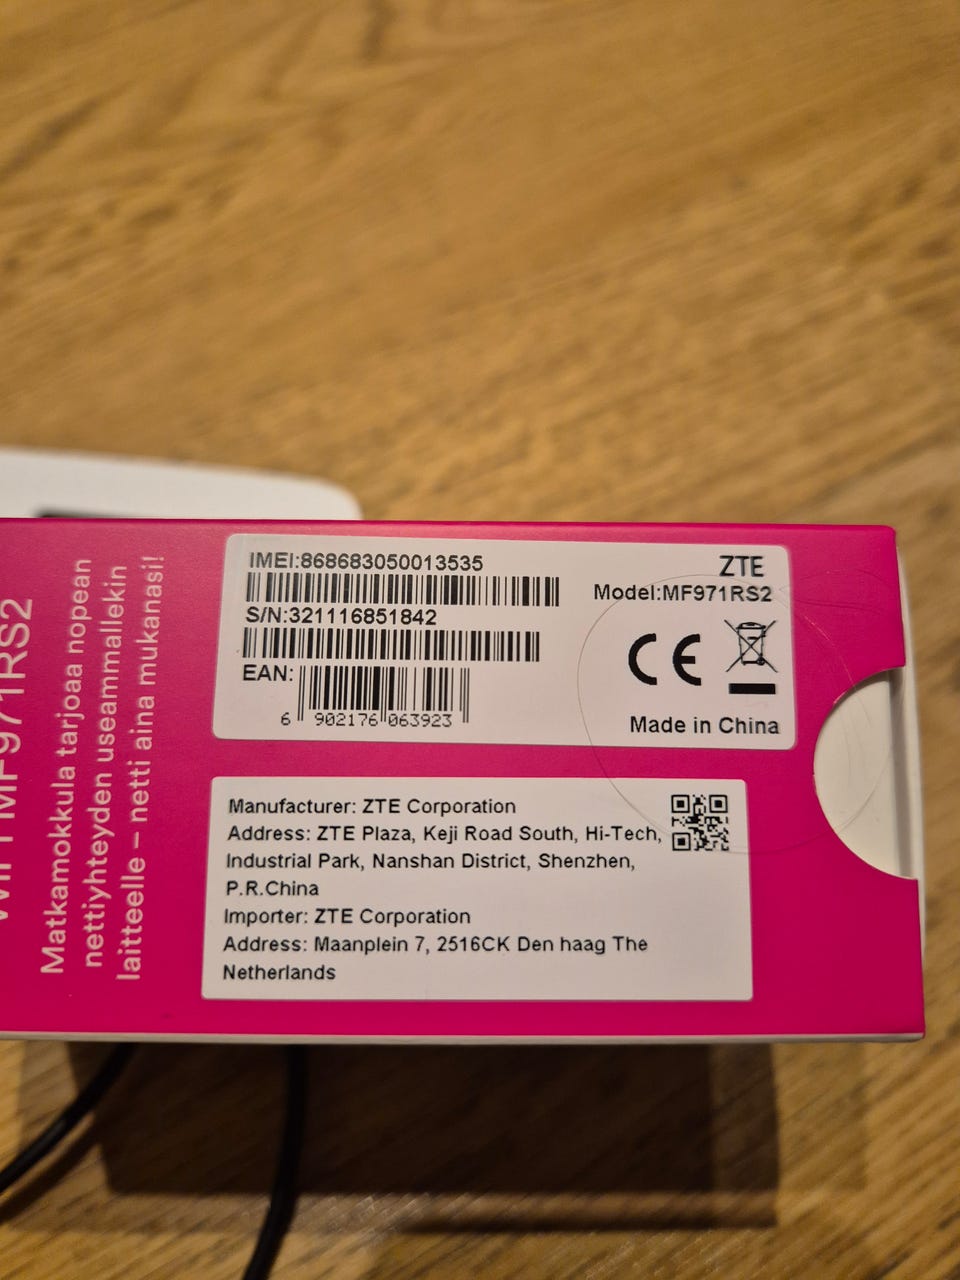 IMEI:868683050013535
S/N:321116851842
EAN:
6 902176 063923
ZTE
Model:MF971RS2
CE
Made in China
Manufacturer: ZTE Corporation
Address: ZTE Plaza, Keji Road South, Hi-Tech,
Industrial Park, Nanshan District, Shenzhen,
P.R.China
Importer: ZTE Corporation
Address: Maanplein 7, 2516CK Den haag The
Netherlands
MF971RS2
Matkamokkula tarjoaa nopean
nettiyhteyden useammallekin
laitteelle – netti aina mukanasi!